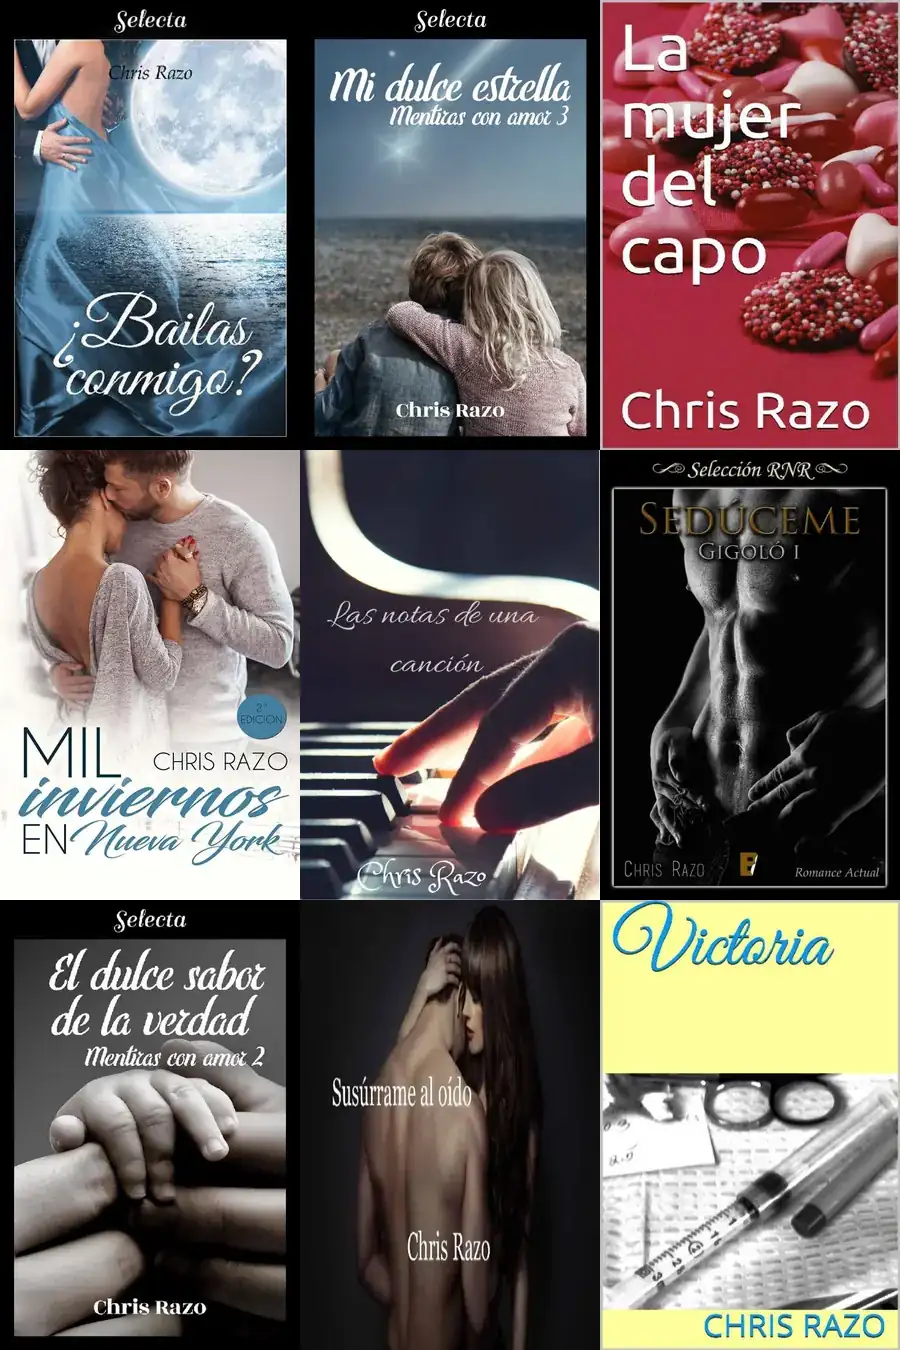 Selecta
Chris Razo
¿Bailas
conmigo?
Selecta
Mi dulce estrella
Mentiras con amor 3
Chris Razo
La
mujer
del
capo
Chris Razo
2ª
EDICIÓN
MIL
CHRIS RAZO
inviernos
EN Nueva York
Las notas de una
canción
Chris Razo
Selección RNR
SEDÚCEME
GIGOLÓ I
CHRIS RAZO
B
Romance Actual
Selecta
El dulce sabor
de la verdad
Mentiras con amor 2
Chris Razo
Susúrrame al oído
Chris Razo
Victoria
CHRIS RAZO